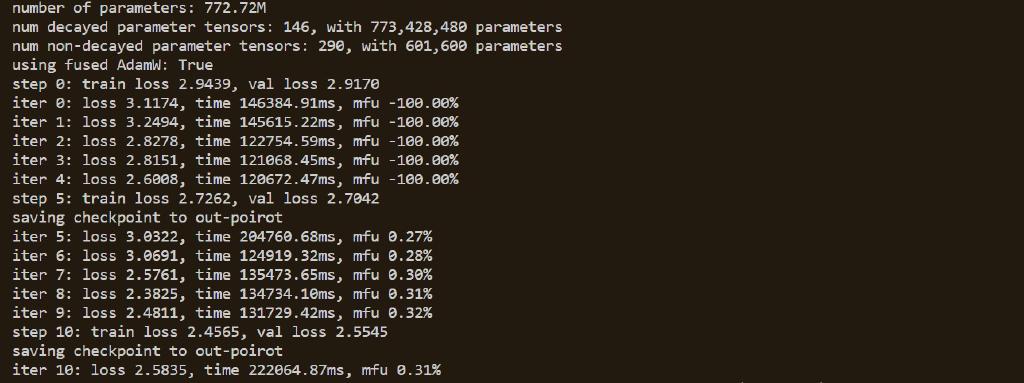 number of parameters: 772.72M
num decayed parameter tensors: 146, with 773,428,480 parameters
num non-decayed parameter tensors: 290, with 601,600 parameters
using fused AdamW: True
step 0: train loss 2.9439, val loss 2.9170
iter 0: loss 3.1174, time 146384.91ms, mfu -100.00%
iter 1: loss 3.2494, time 145615.22ms, mfu -100.00%
iter 2: loss 2.8278, time 122754.59ms, mfu -100.00%
iter 3: loss 2.8151, time 121068.45ms, mfu -100.00%
iter 4: loss 2.6008, time 120672.47ms, mfu -100.00%
step 5: train loss 2.7262, val loss 2.7042
saving checkpoint to out-poirot
iter 5: loss 3.0322, time 204760.68ms, mfu 0.27%
iter 6: loss 3.0691, time 124919.32ms, mfu 0.28%
iter 7: loss 2.5761, time 135473.65ms, mfu 0.30%
iter 8: loss 2.3825, time 134734.10ms, mfu 0.31%
iter 9: loss 2.4811, time 131729.42ms, mfu 0.32%
step 10: train loss 2.4565, val loss 2.5545
saving checkpoint to out-poirot
iter 10: loss 2.5835, time 222064.87ms, mfu 0.31%